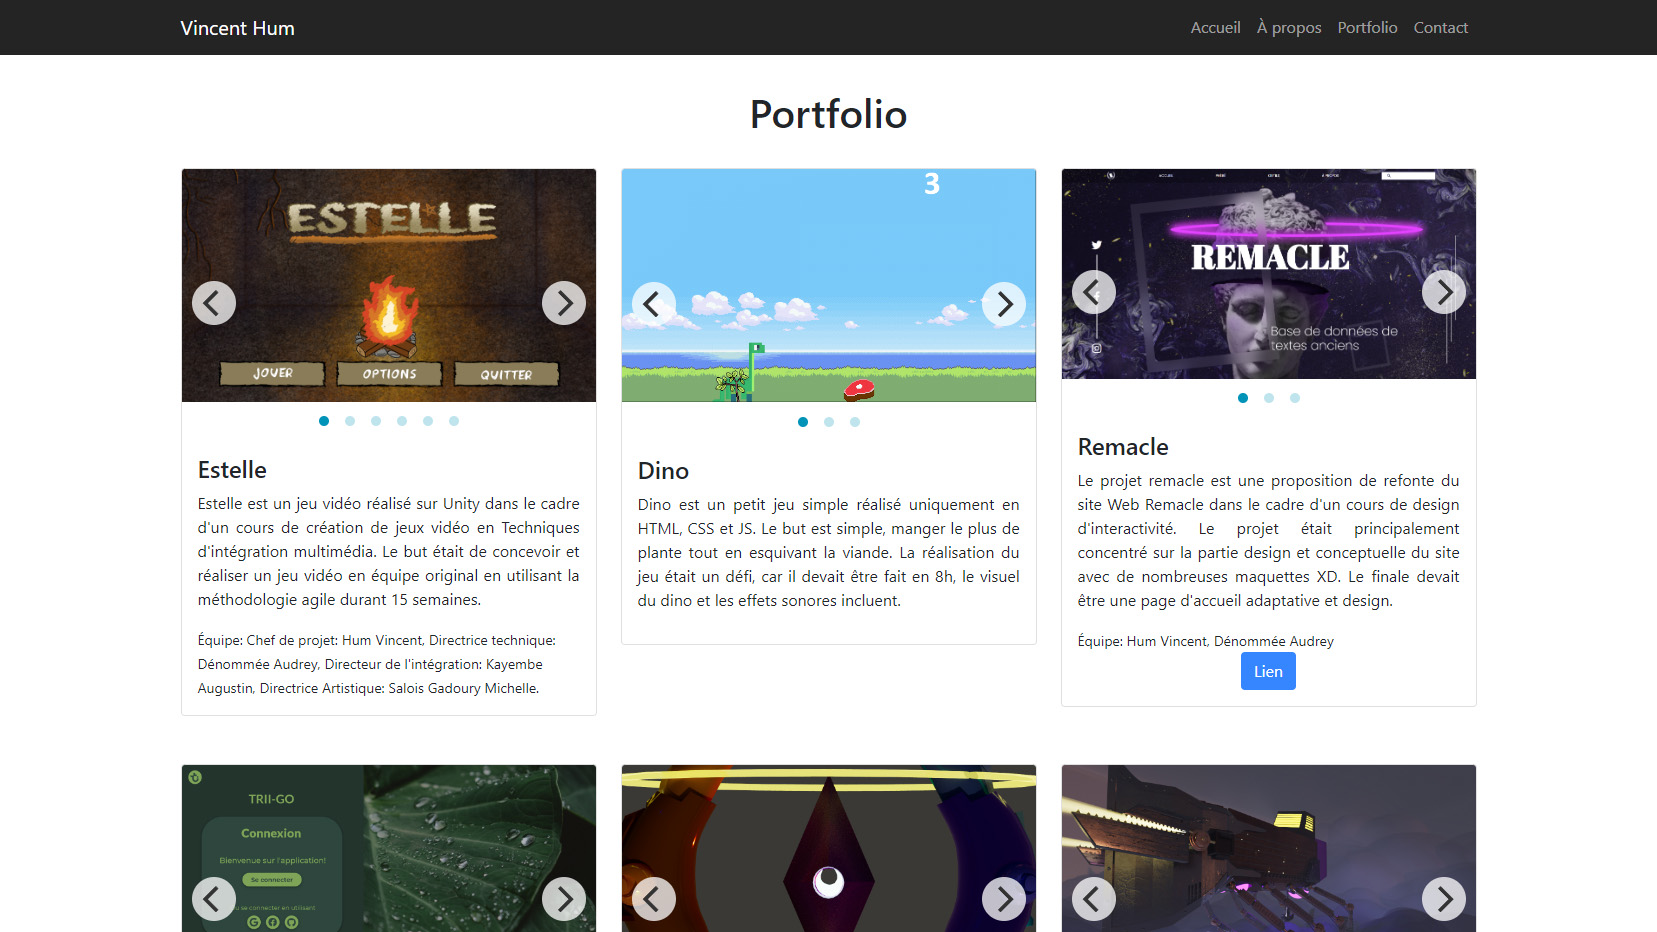 Vincent Hum
Accueil À propos Portfolio Contact
Portfolio
ESTELLE
JOUER OPTIONS QUITTER
Estelle
Estelle est un jeu vidéo réalisé sur Unity dans le cadre
d'un cours de création de jeux vidéo en Techniques
d'intégration multimédia. Le but était de concevoir et
réaliser un jeu vidéo en équipe original en utilisant la
méthodologie agile durant 15 semaines.
Équipe: Chef de projet: Hum Vincent, Directrice technique:
Dénommée Audrey, Directeur de l'intégration: Kayembe
Augustin, Directrice Artistique: Salois Gadoury Michelle.
3
Dino
Dino est un petit jeu simple réalisé uniquement en
HTML, CSS et JS. Le but est simple, manger le plus de
plante tout en esquivant la viande. La réalisation du
jeu était un défi, car il devait être fait en 8h, le visuel
du dino et les effets sonores incluent.
REMACLE
Base de données de
textes anciens
Remacle
Le projet remacle est une proposition de refonte du
site Web Remacle dans le cadre d'un cours de design
d'interactivité. Le projet était principalement
concentré sur la partie design et conceptuelle du site
avec de nombreuses maquettes XD. Le finale devait
être une page d'accueil adaptative et design.
Équipe: Hum Vincent, Dénommée Audrey
Lien
TRII-GO
Connexion
Bienvenue sur l'application!
Se connecter
se connecter en utilisant